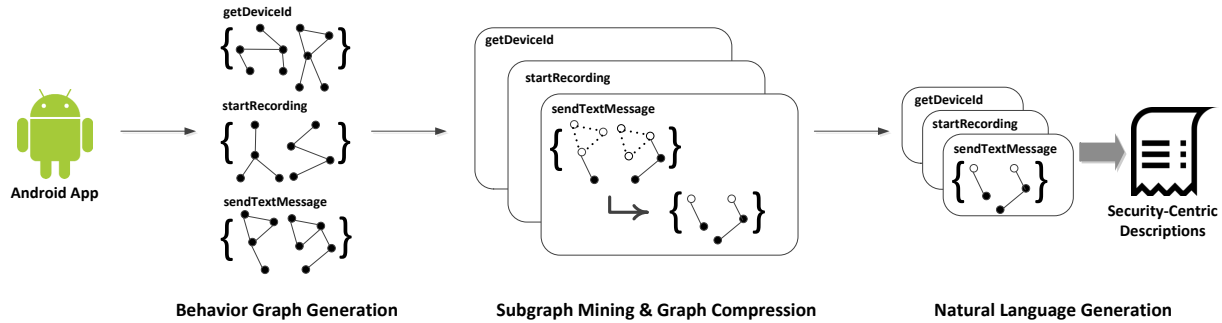 getDeviceId
startRecording
sendTextMessage
Android App
Behavior Graph Generation
getDeviceId
startRecording
sendTextMessage
Subgraph Mining & Graph Compression
getDeviceId
startRecording
sendTextMessage
Security-Centric
Descriptions
Natural Language Generation